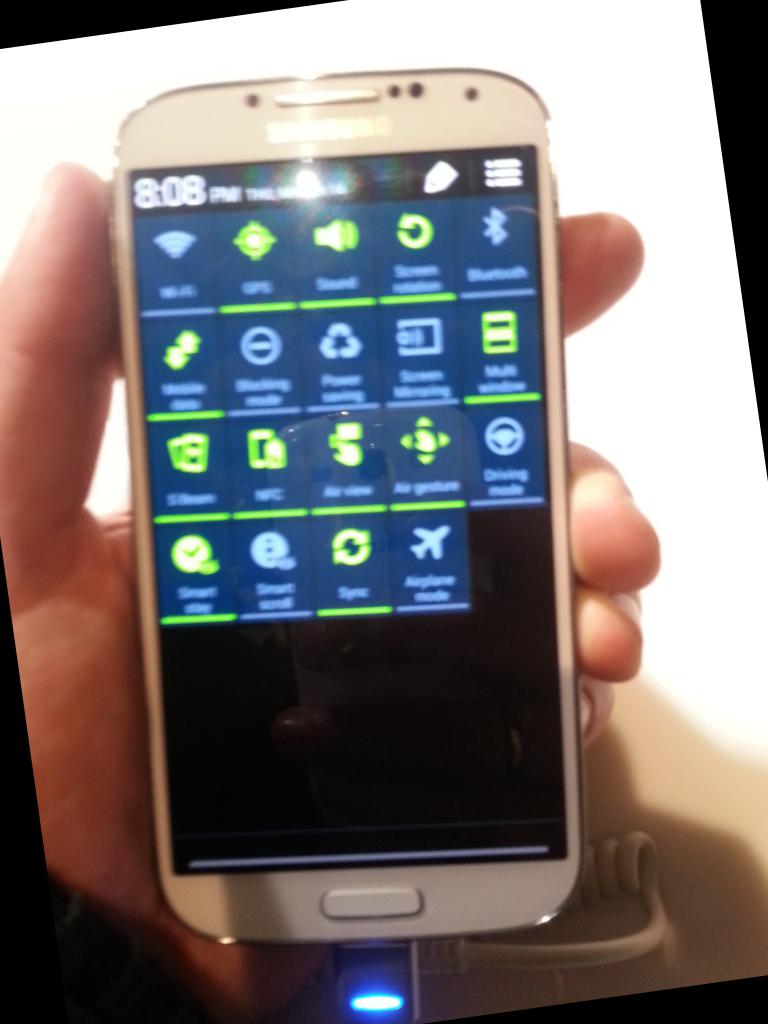 SAMSUNG
8:08 PM THU,
Wi-Fi GPS Sound Screen rotation Bluetooth
Mobile data Blocking mode Power saving Screen Mirroring Multi window
S Beam NFC Air view Air gesture Driving mode
Smart stay Smart scroll Sync Airplane mode